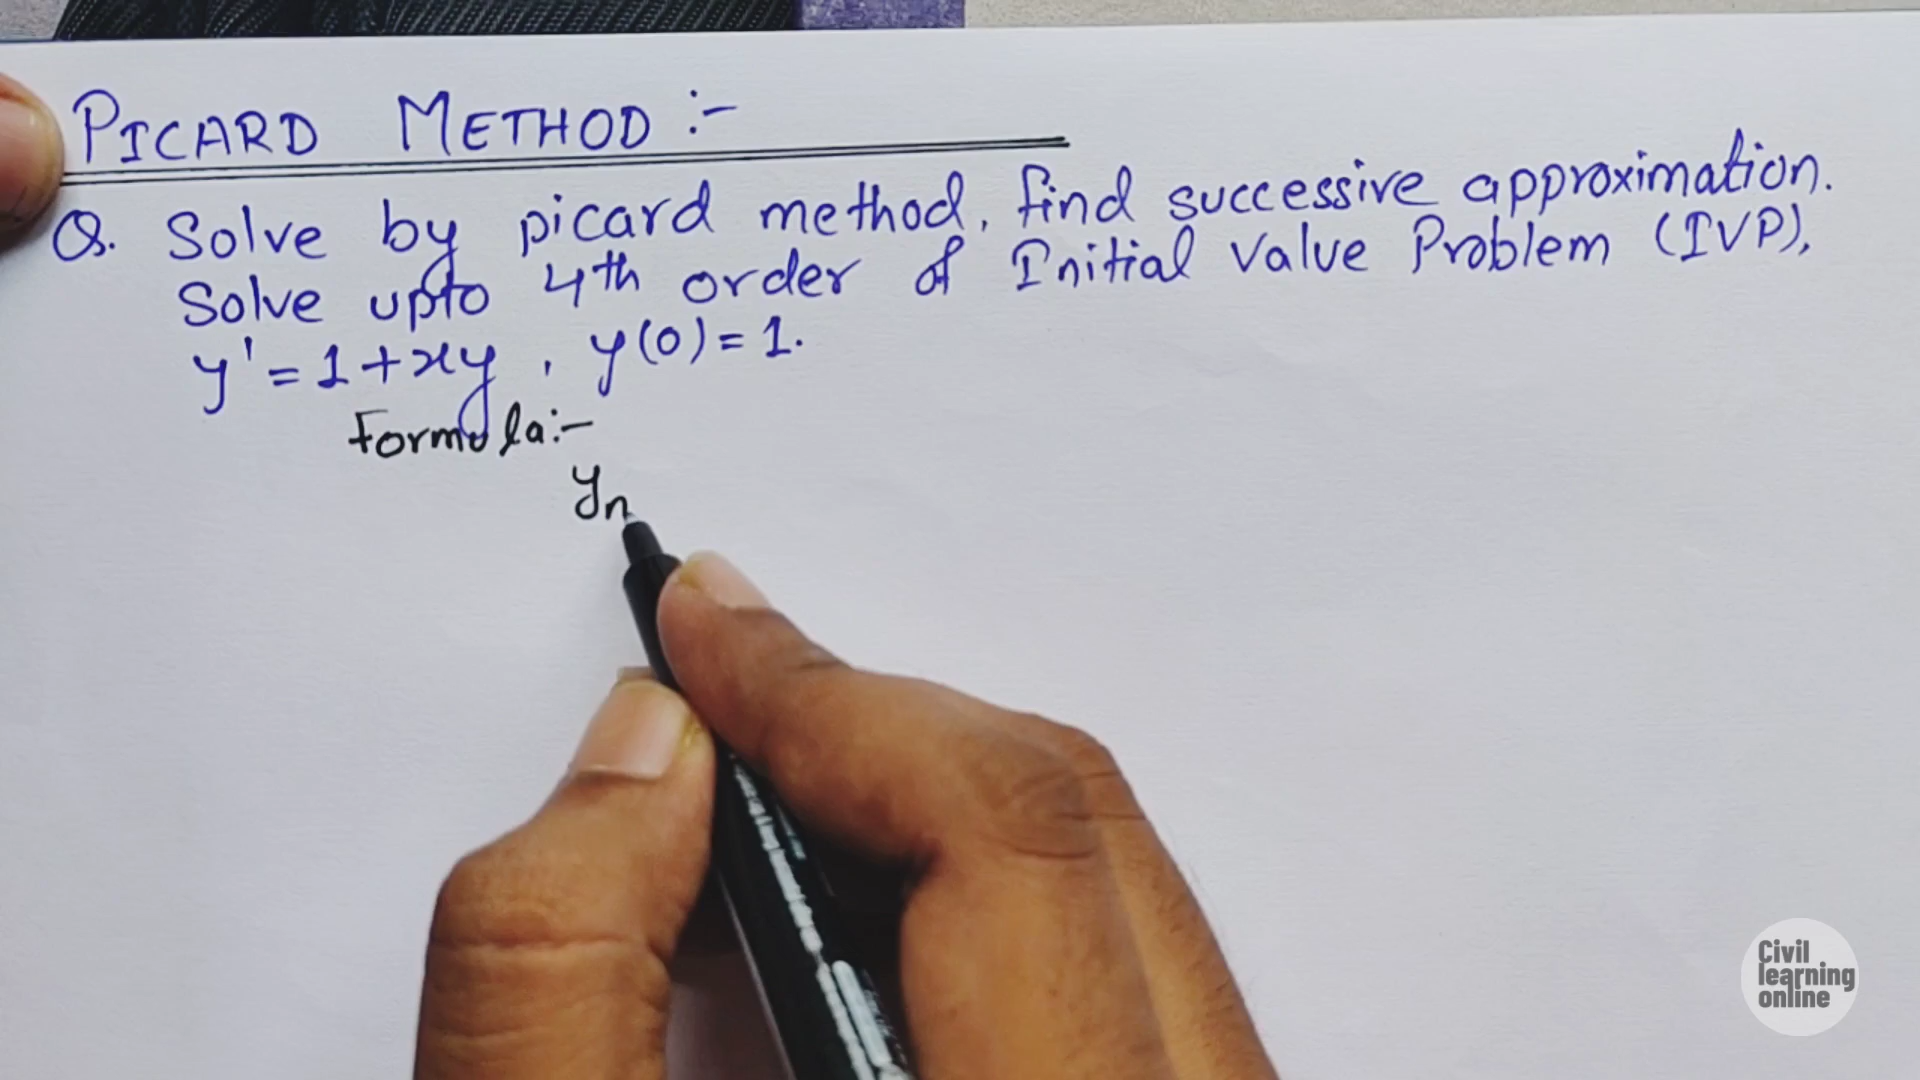 PICARD METHOD :-
Q. Solve by picard method, find successive approximation.
Solve upto 4th order of Initial Value Problem (IVP),
y' = 1 + xy , y(0) = 1.
Formula:-
yn
Civil
learning
online